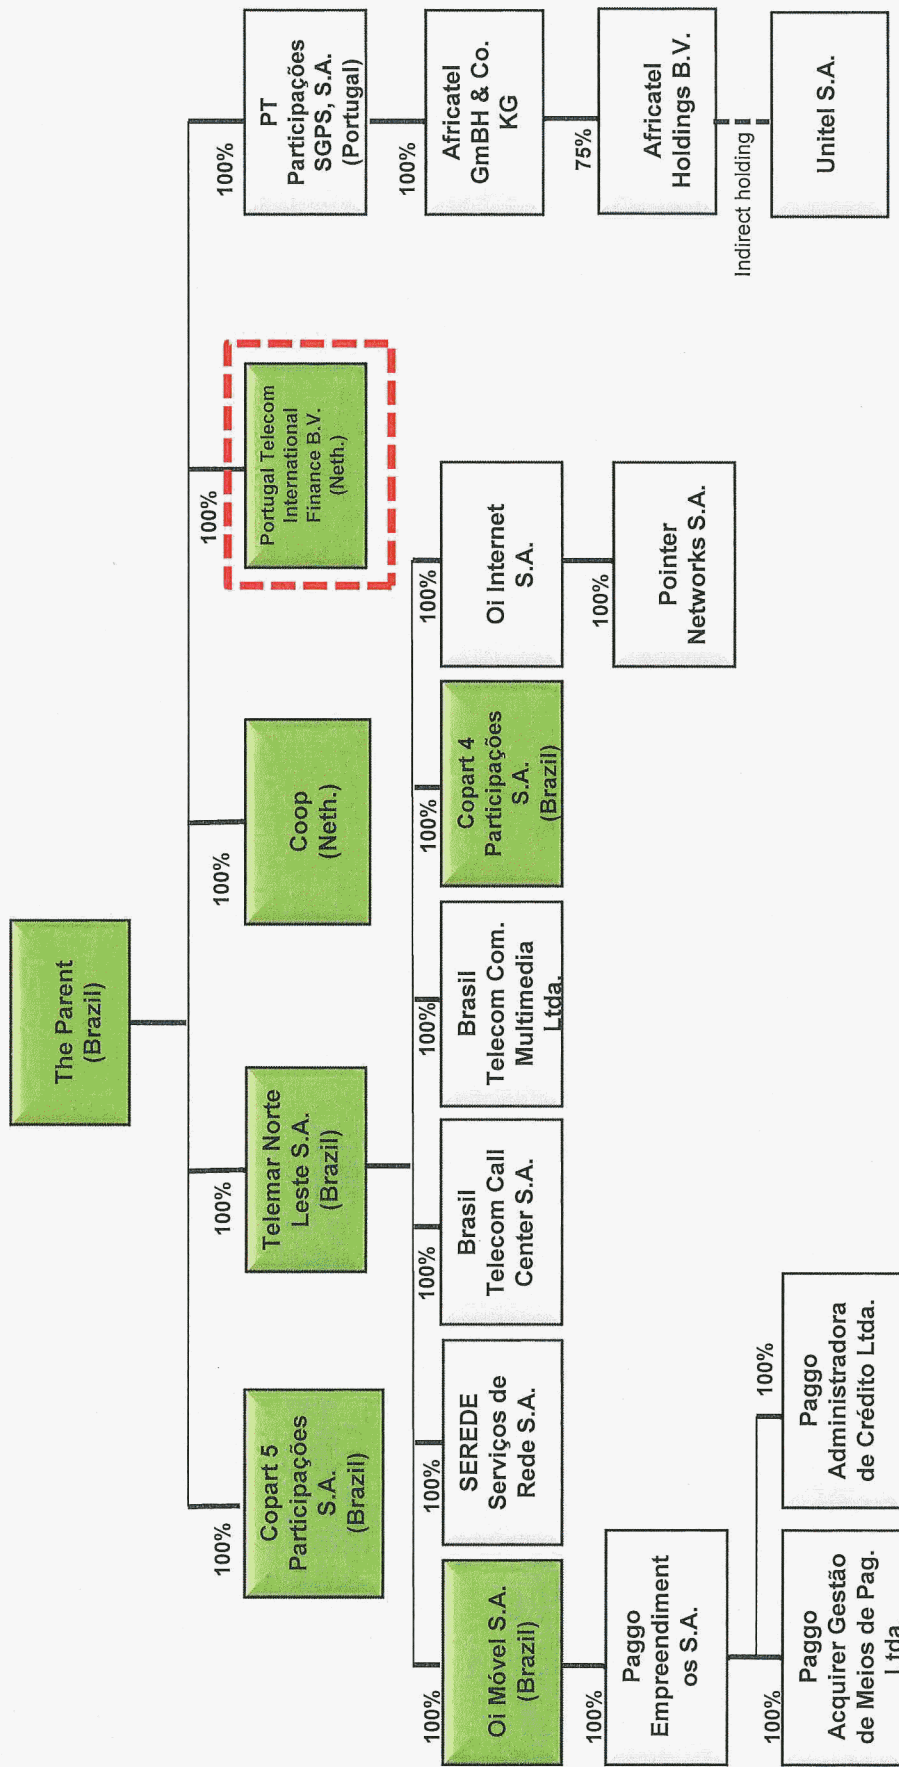 The Parent
(Brazil)
100%
Copart 5
Participações
S.A.
(Brazil)
100%
Telemar Norte
Leste S.A.
(Brazil)
100%
Coop
(Neth.)
100%
Portugal Telecom
International
Finance B.V.
(Neth.)
100%
PT
Participações
SGPS, S.A.
(Portugal)
100%
Oi Móvel S.A.
(Brazil)
100%
SEREDE
Serviços de
Rede S.A.
100%
Brasil
Telecom Call
Center S.A.
100%
Brasil
Telecom Com.
Multimedia
Ltda.
100%
Copart 4
Participações
S.A.
(Brazil)
100%
Oi Internet
S.A.
100%
Africatel
GmBH & Co.
KG
100%
Paggo
Empreendiment
os S.A.
100%
Pointer
Networks S.A.
75%
Africatel
Holdings B.V.
100%
Paggo
Acquirer Gestão
de Meios de Pag.
Ltda
100%
Paggo
Administradora
de Crédito Ltda.
Indirect holding
Unitel S.A.